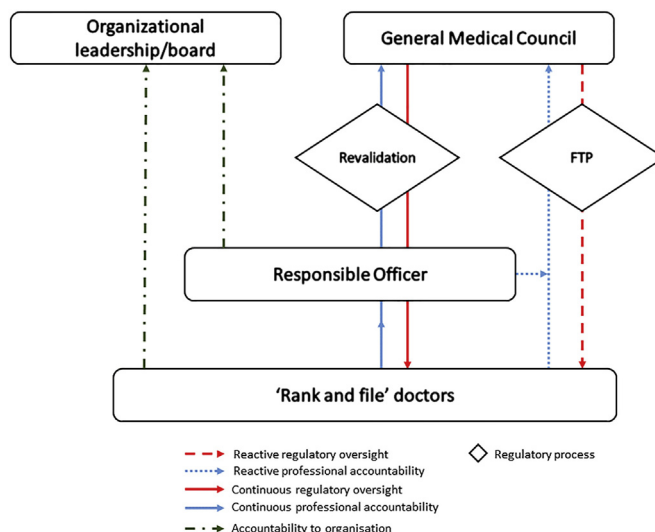 Organizational
leadership/board
General Medical Council
Revalidation
FTP
Responsible Officer
‘Rank and file’ doctors
Reactive regulatory oversight
Reactive professional accountability
Continuous regulatory oversight
Continuous professional accountability
Accountability to organisation
Regulatory process